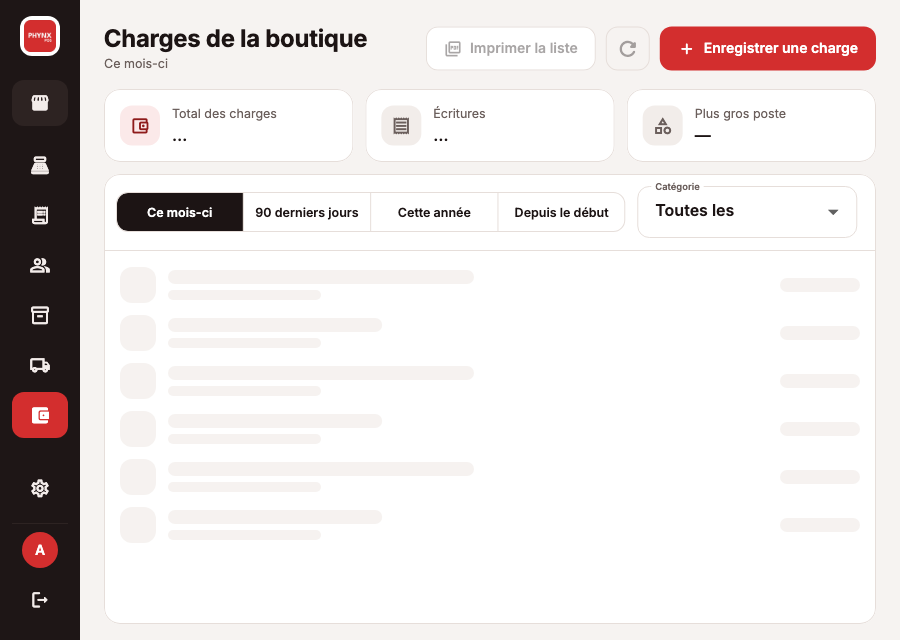 PHYNX
Charges de la boutique
Ce mois-ci
PDF
Imprimer la liste
Enregistrer une charge
Total des charges
...
Écritures
...
Plus gros poste
—
Ce mois-ci
90 derniers jours
Cette année
Depuis le début
Catégorie
Toutes les
A